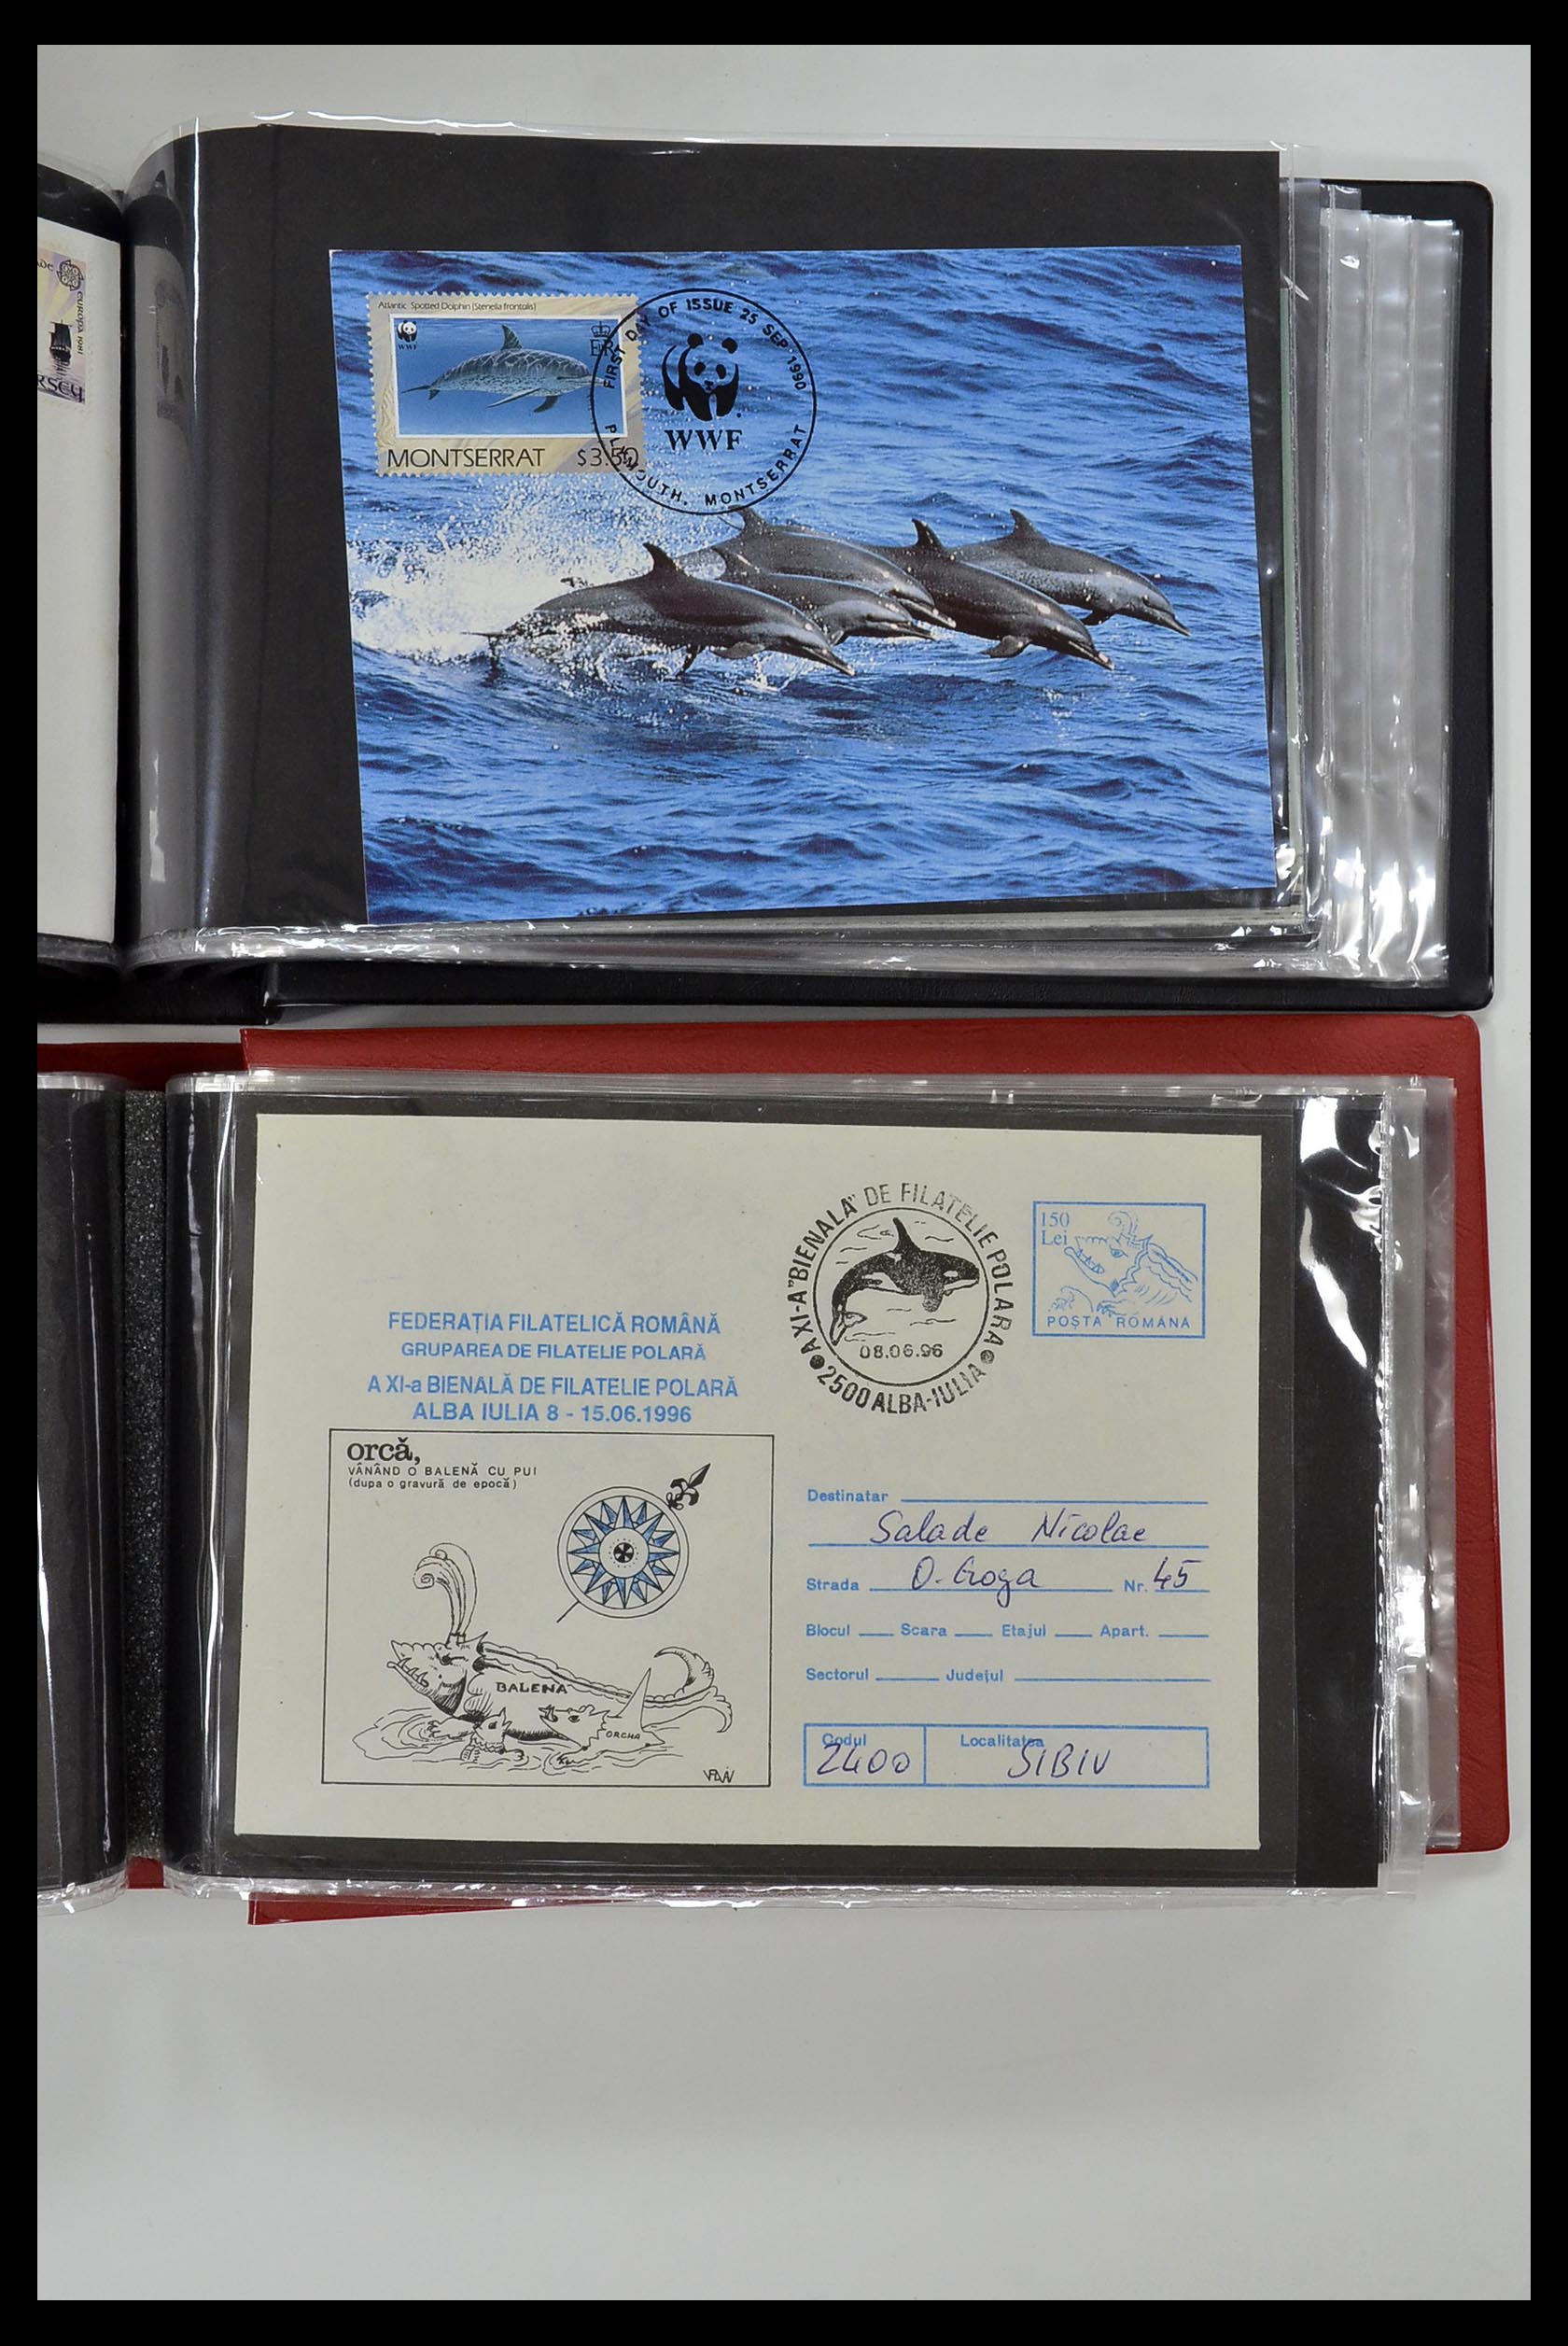 EUROPA 1981
Atlantic Spotted Dolphin (Stenella frontalis)
WWF
MONTSERRAT $3.50
FIRST DAY OF ISSUE 25 SEP 1990
WWF
PLYMOUTH, MONTSERRAT
A XI-A "BIENALA" DE FILATELIE POLARA
08.06.96
2500 ALBA-IULIA
150
Lei
POȘTA ROMÂNĂ
FEDERAȚIA FILATELICĂ ROMÂNĂ
GRUPAREA DE FILATELIE POLARĂ
A XI-a BIENALĂ DE FILATELIE POLARĂ
ALBA IULIA 8 - 15.06.1996
orcă,
VÂNÂND O BALENĂ CU PUI
(dupa o gravură de epocă)
BALENA
ORCHA
Destinatar
Salade Nicolae
Strada O. Goga Nr. 45
Blocul Scara Etajul Apart.
Sectorul Județul
Codul Localitatea
2400 SIBIU